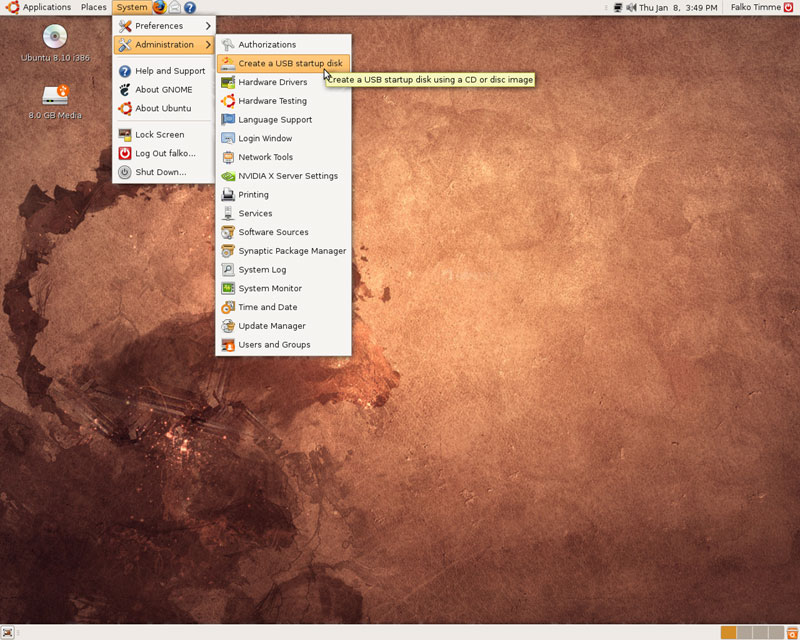 Applications Places System
Thu Jan 8, 3:49 PM
Falko Timme
Ubuntu 8.10 i386
8.0 GB Media
Preferences
Administration
Help and Support
About GNOME
About Ubuntu
Lock Screen
Log Out falko...
Shut Down...
Authorizations
Create a USB startup disk
Create a USB startup disk using a CD or disc image
Hardware Drivers
Hardware Testing
Language Support
Login Window
Network Tools
NVIDIA X Server Settings
Printing
Services
Software Sources
Synaptic Package Manager
System Log
System Monitor
Time and Date
Update Manager
Users and Groups